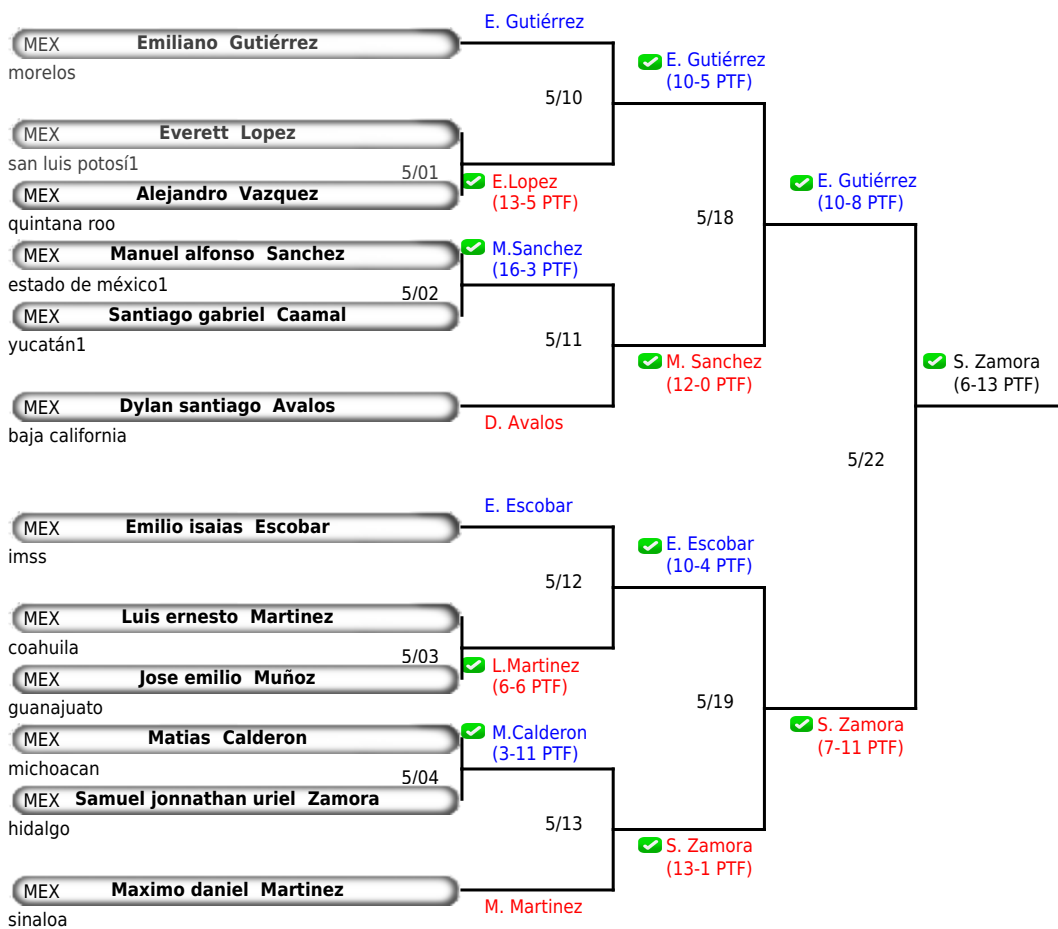 E. Gutiérrez
MEX Emiliano Gutiérrez
morelos
E. Gutiérrez
(10-5 PTF)
5/10
MEX Everett Lopez
san luis potosí1
5/01
MEX Alejandro Vazquez
quintana roo
E.Lopez
(13-5 PTF)
E. Gutiérrez
(10-8 PTF)
5/18
MEX Manuel alfonso Sanchez
estado de méxico1
M.Sanchez
(16-3 PTF)
5/02
MEX Santiago gabriel Caamal
yucatán1
5/11
M. Sanchez
(12-0 PTF)
S. Zamora
(6-13 PTF)
MEX Dylan santiago Avalos
baja california
D. Avalos
5/22
E. Escobar
MEX Emilio isaias Escobar
imss
E. Escobar
(10-4 PTF)
5/12
MEX Luis ernesto Martinez
coahuila
5/03
MEX Jose emilio Muñoz
guanajuato
L.Martinez
(6-6 PTF)
5/19
S. Zamora
(7-11 PTF)
MEX Matias Calderon
michoacan
M.Calderon
(3-11 PTF)
5/04
MEX Samuel jonnathan uriel Zamora
hidalgo
5/13
S. Zamora
(13-1 PTF)
MEX Maximo daniel Martinez
sinaloa
M. Martinez